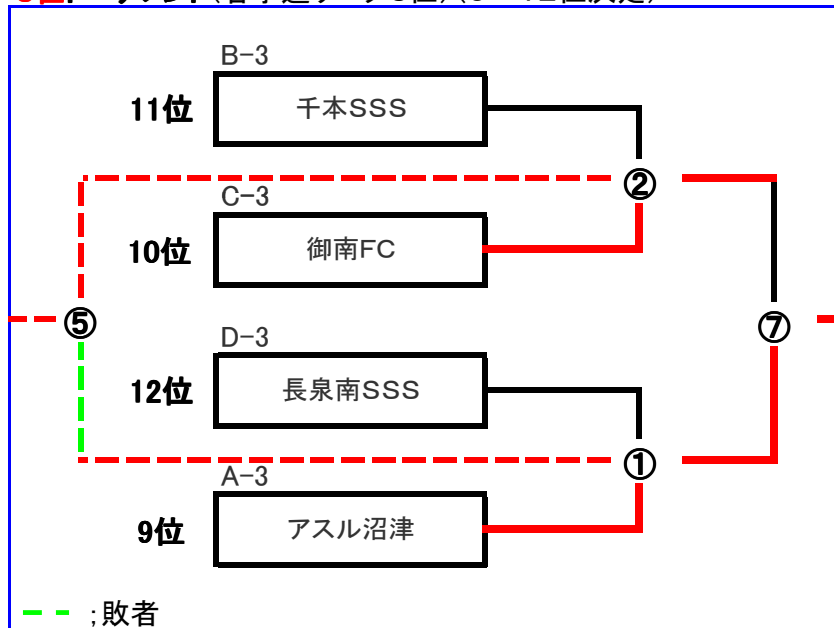 B-3
11位 千本SSS
②
C-3
10位 御南FC
⑤
⑦
D-3
12位 長泉南SSS
①
A-3
9位 アスル沼津
;敗者